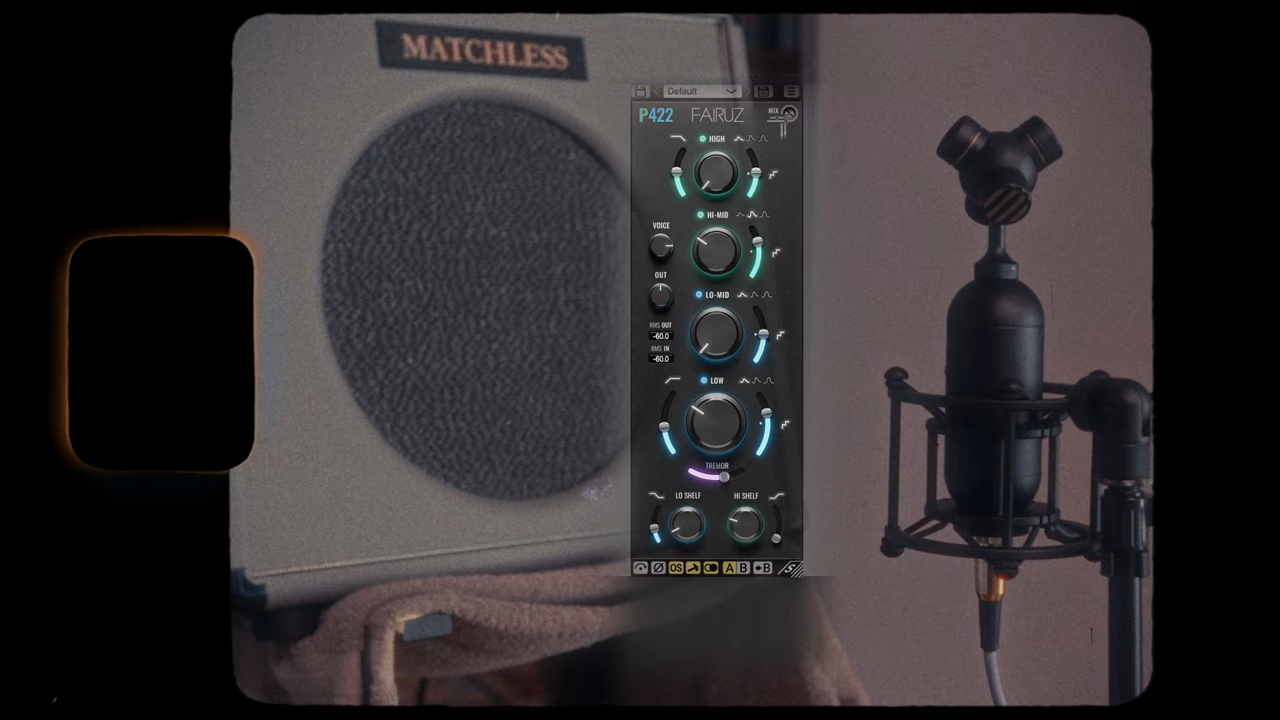 MATCHLESS
Default
P422 FAIRUZ MIX
HIGH
HI-MID
VOICE
OUT
LO-MID
RMS OUT
-60.0
RMS IN
-60.0
LOW
TREMOR
LO SHELF HI SHELF
OS A B B